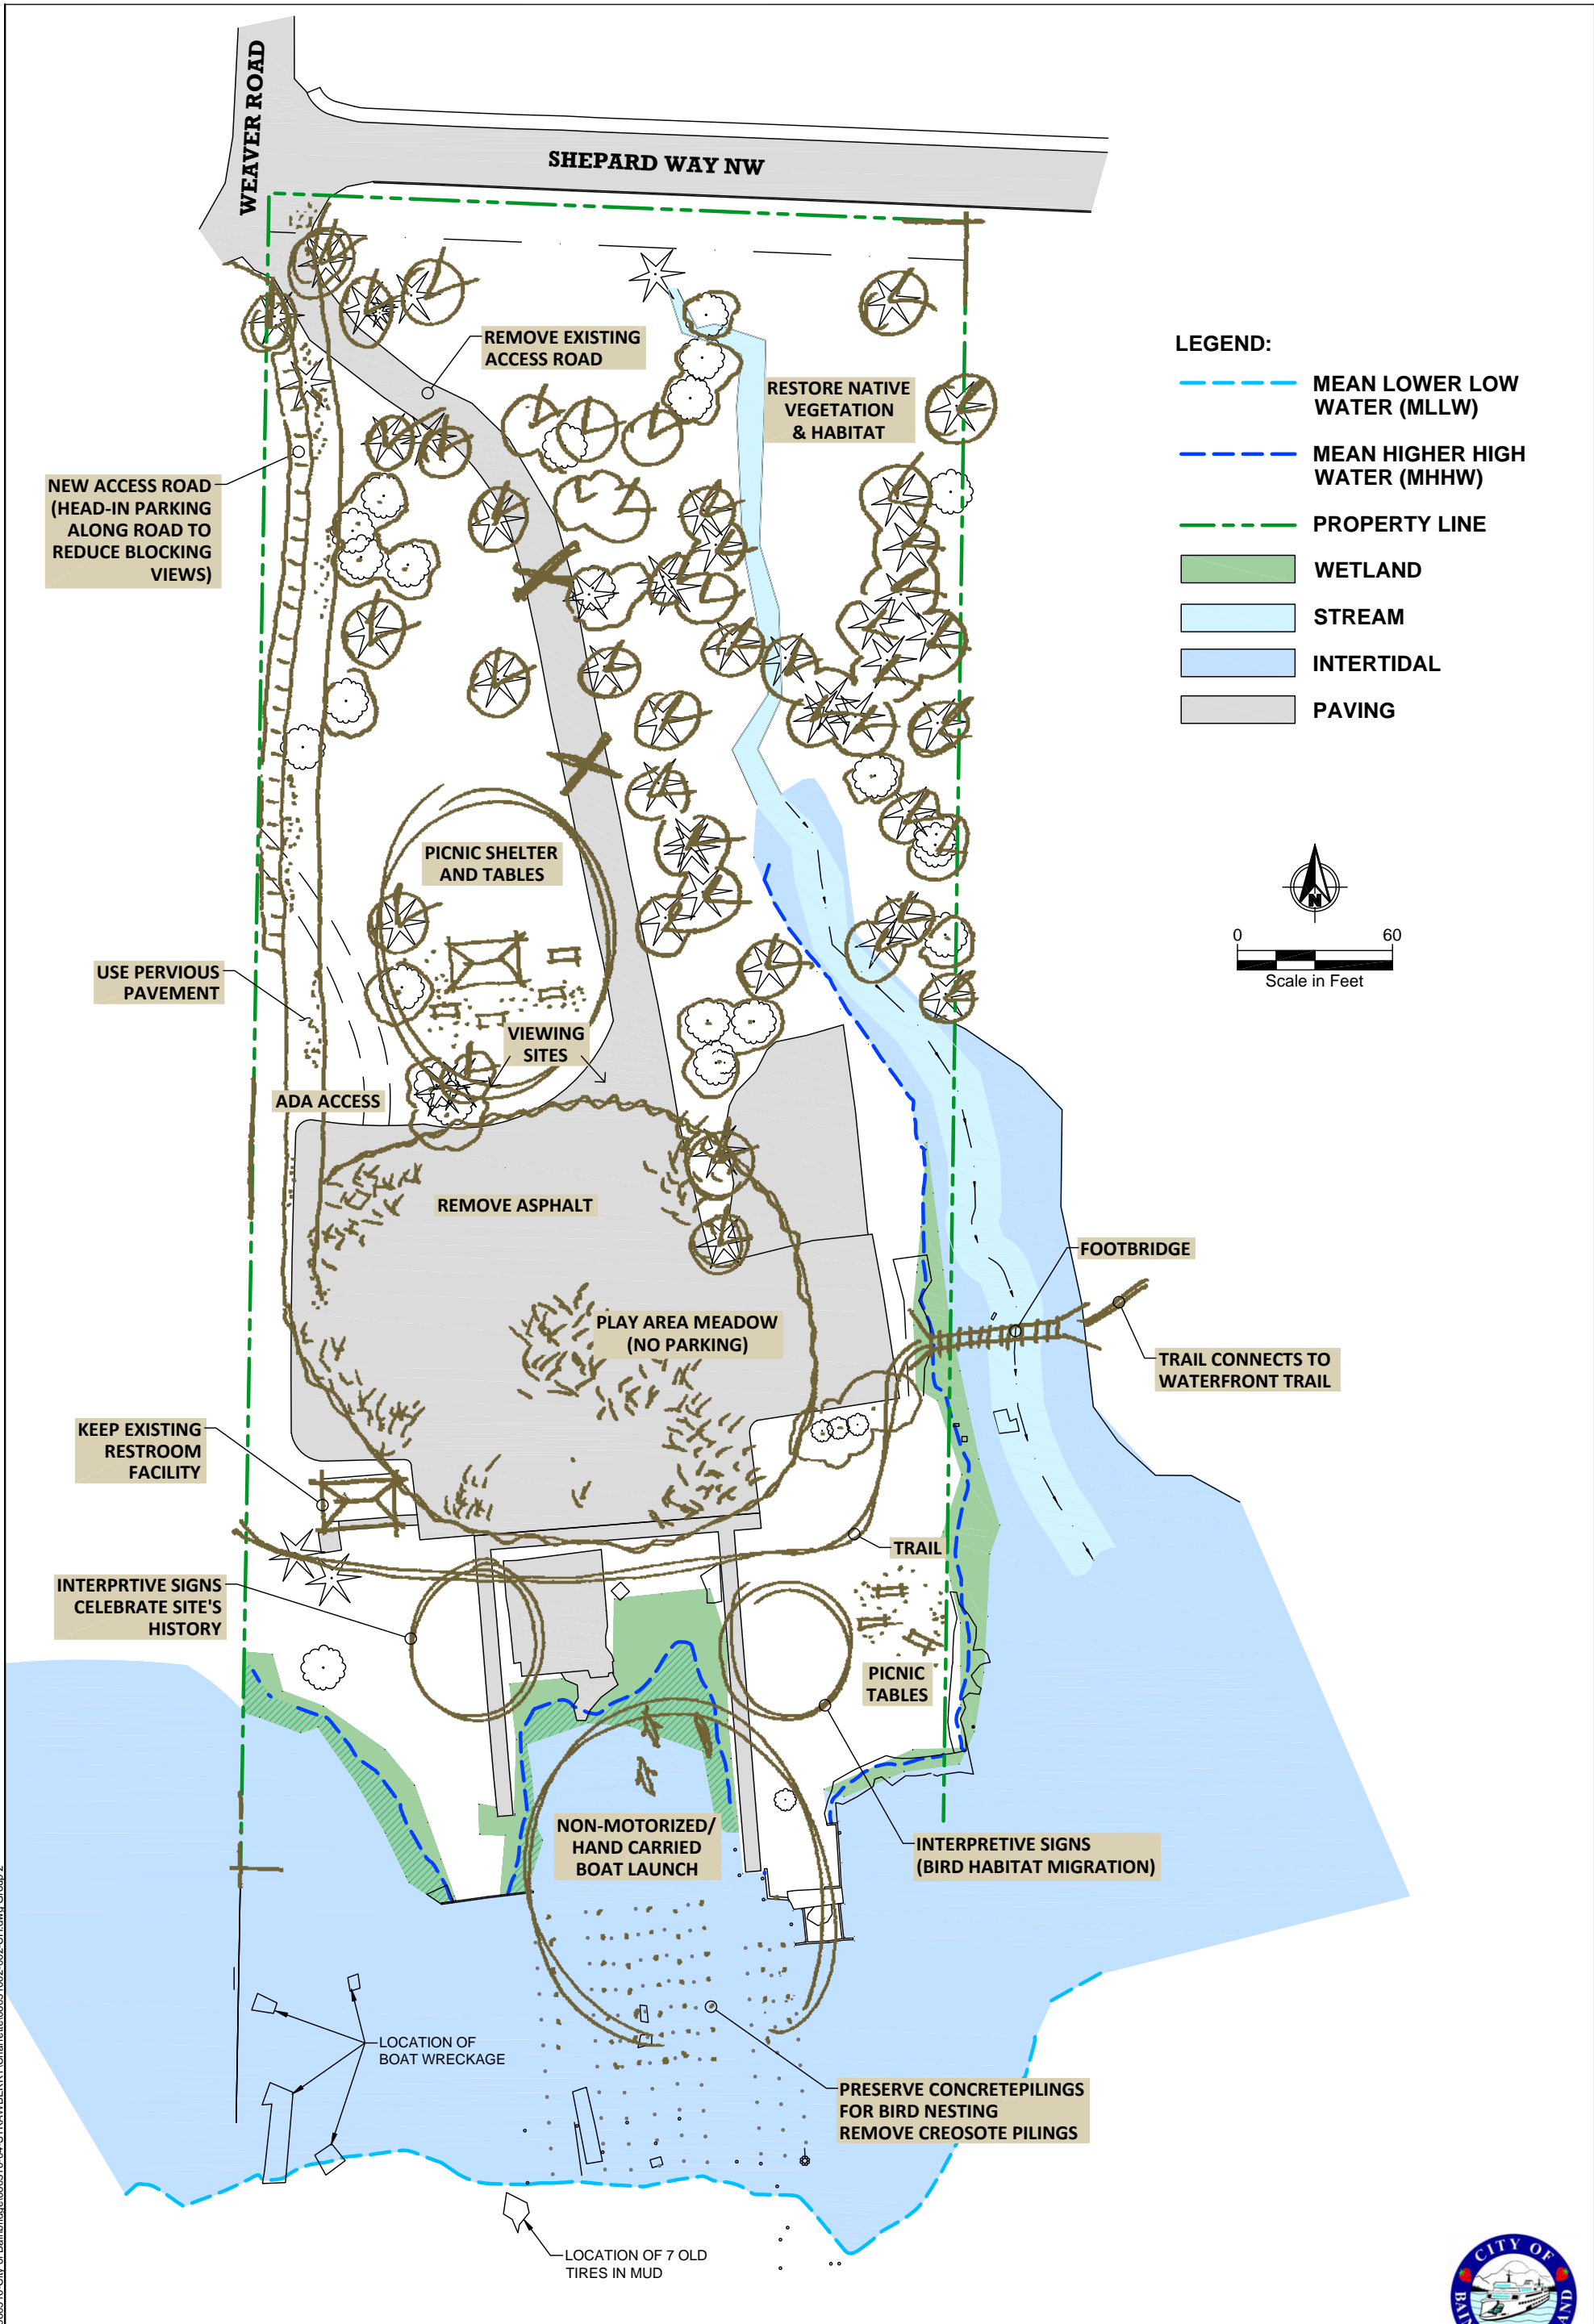 WEAVER ROAD
SHEPARD WAY NW
REMOVE EXISTING
ACCESS ROAD
RESTORE NATIVE
VEGETATION
& HABITAT
NEW ACCESS ROAD
(HEAD-IN PARKING
ALONG ROAD TO
REDUCE BLOCKING
VIEWS)
LEGEND:
MEAN LOWER LOW
WATER (MLLW)
MEAN HIGHER HIGH
WATER (MHHW)
PROPERTY LINE
WETLAND
STREAM
INTERTIDAL
PAVING
N
0 60
Scale in Feet
PICNIC SHELTER
AND TABLES
USE PERVIOUS
PAVEMENT
VIEWING
SITES
ADA ACCESS
REMOVE ASPHALT
FOOTBRIDGE
PLAY AREA MEADOW
(NO PARKING)
TRAIL CONNECTS TO
WATERFRONT TRAIL
KEEP EXISTING
RESTROOM
FACILITY
TRAIL
INTERPRTIVE SIGNS
CELEBRATE SITE'S
HISTORY
PICNIC
TABLES
NON-MOTORIZED/
HAND CARRIED
BOAT LAUNCH
INTERPRETIVE SIGNS
(BIRD HABITAT MIGRATION)
LOCATION OF
BOAT WRECKAGE
PRESERVE CONCRETEPILINGS
FOR BIRD NESTING
REMOVE CREOSOTE PILINGS
LOCATION OF 7 OLD
TIRES IN MUD
CITY OF